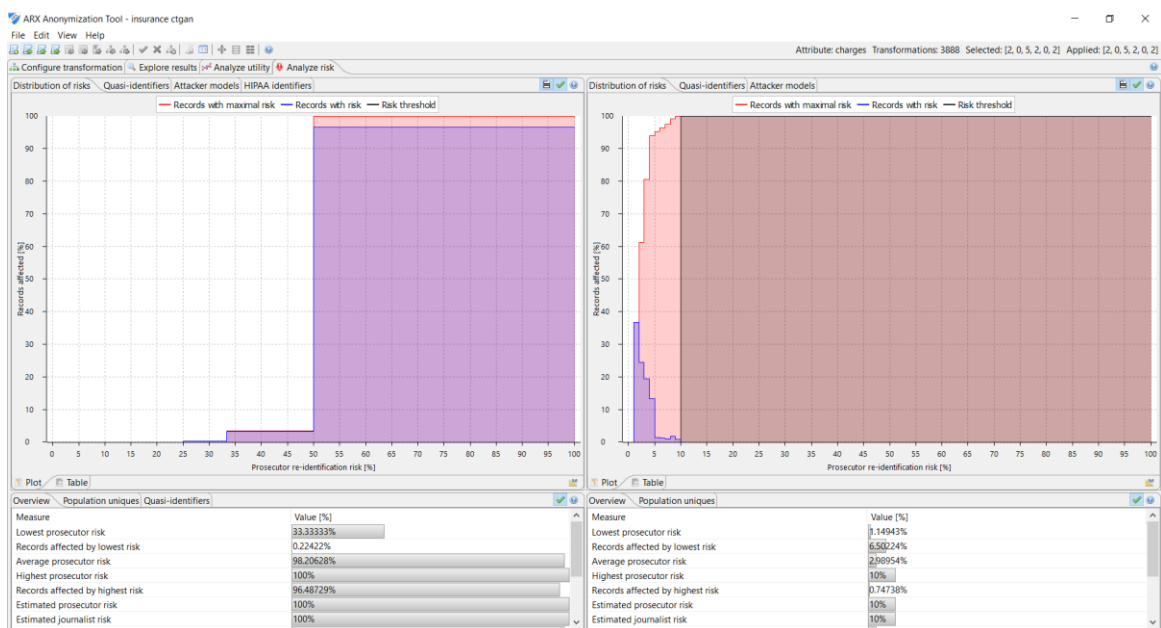 ARX Anonymization Tool - insurance ctgan
File Edit View Help
Attribute: charges Transformations: 3888 Selected: [2, 0, 5, 2, 0, 2] Applied: [2, 0, 5, 2, 0, 2]
Configure transformation Explore results Analyze utility Analyze risk
Distribution of risks Quasi-identifiers Attacker models HIPAA identifiers
Records with maximal risk Records with risk Risk threshold
100
90
80
70
60
50
40
30
20
10
0
Records affected [%]
0 5 10 15 20 25 30 35 40 45 50 55 60 65 70 75 80 85 90 95 100
Prosecutor re-identification risk [%]
Plot Table
Overview Population uniques Quasi-identifiers
Measure Value [%]
Lowest prosecutor risk 33.33333%
Records affected by lowest risk 0.22422%
Average prosecutor risk 98.20628%
Highest prosecutor risk 100%
Records affected by highest risk 96.48729%
Estimated prosecutor risk 100%
Estimated journalist risk 100%
Distribution of risks Quasi-identifiers Attacker models
Records with maximal risk Records with risk Risk threshold
100
90
80
70
60
50
40
30
20
10
0
Records affected [%]
0 5 10 15 20 25 30 35 40 45 50 55 60 65 70 75 80 85 90 95 100
Prosecutor re-identification risk [%]
Plot Table
Overview Population uniques
Measure Value [%]
Lowest prosecutor risk 1.14943%
Records affected by lowest risk 6.50224%
Average prosecutor risk 2.98954%
Highest prosecutor risk 10%
Records affected by highest risk 0.74738%
Estimated prosecutor risk 10%
Estimated journalist risk 10%